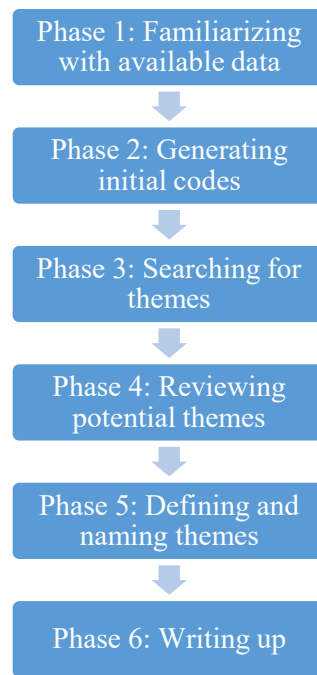 Phase 1: Familiarizing
with available data
Phase 2: Generating
initial codes
Phase 3: Searching for
themes
Phase 4: Reviewing
potential themes
Phase 5: Defining and
naming themes
Phase 6: Writing up